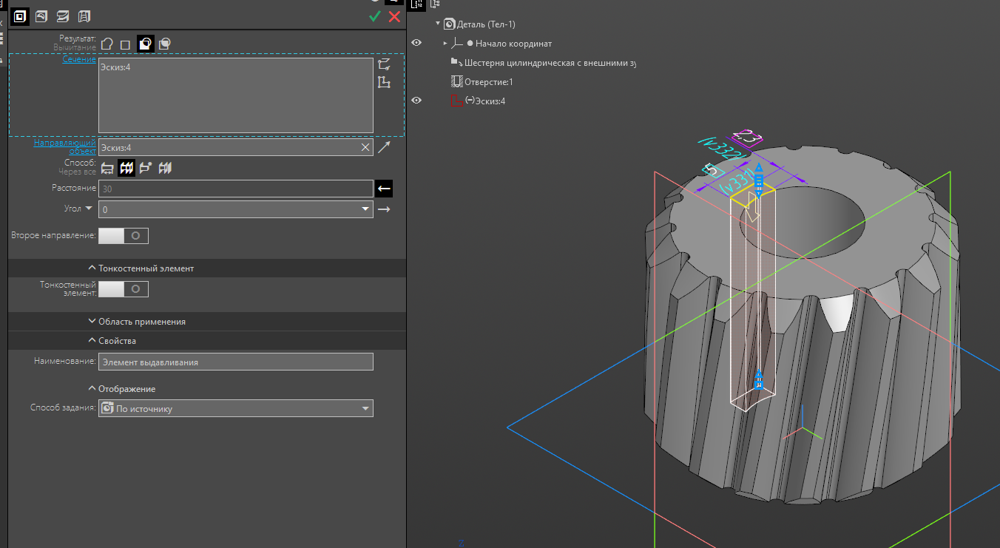 Результат:
Вычитание
Сечение
Эскиз:4
Направляющий
объект
Эскиз:4
Способ:
Через все
Расстояние
30
Угол
0
Второе направление:
Тонкостенный элемент
Тонкостенный
элемент:
Область применения
Свойства
Наименование:
Элемент выдавливания
Отображение
Способ задания:
По источнику
Деталь (Тел-1)
Начало координат
Шестерня цилиндрическая с внешними зу
Отверстие:1
(−)Эскиз:4
2,3
(v332)
5
(v331)
Z